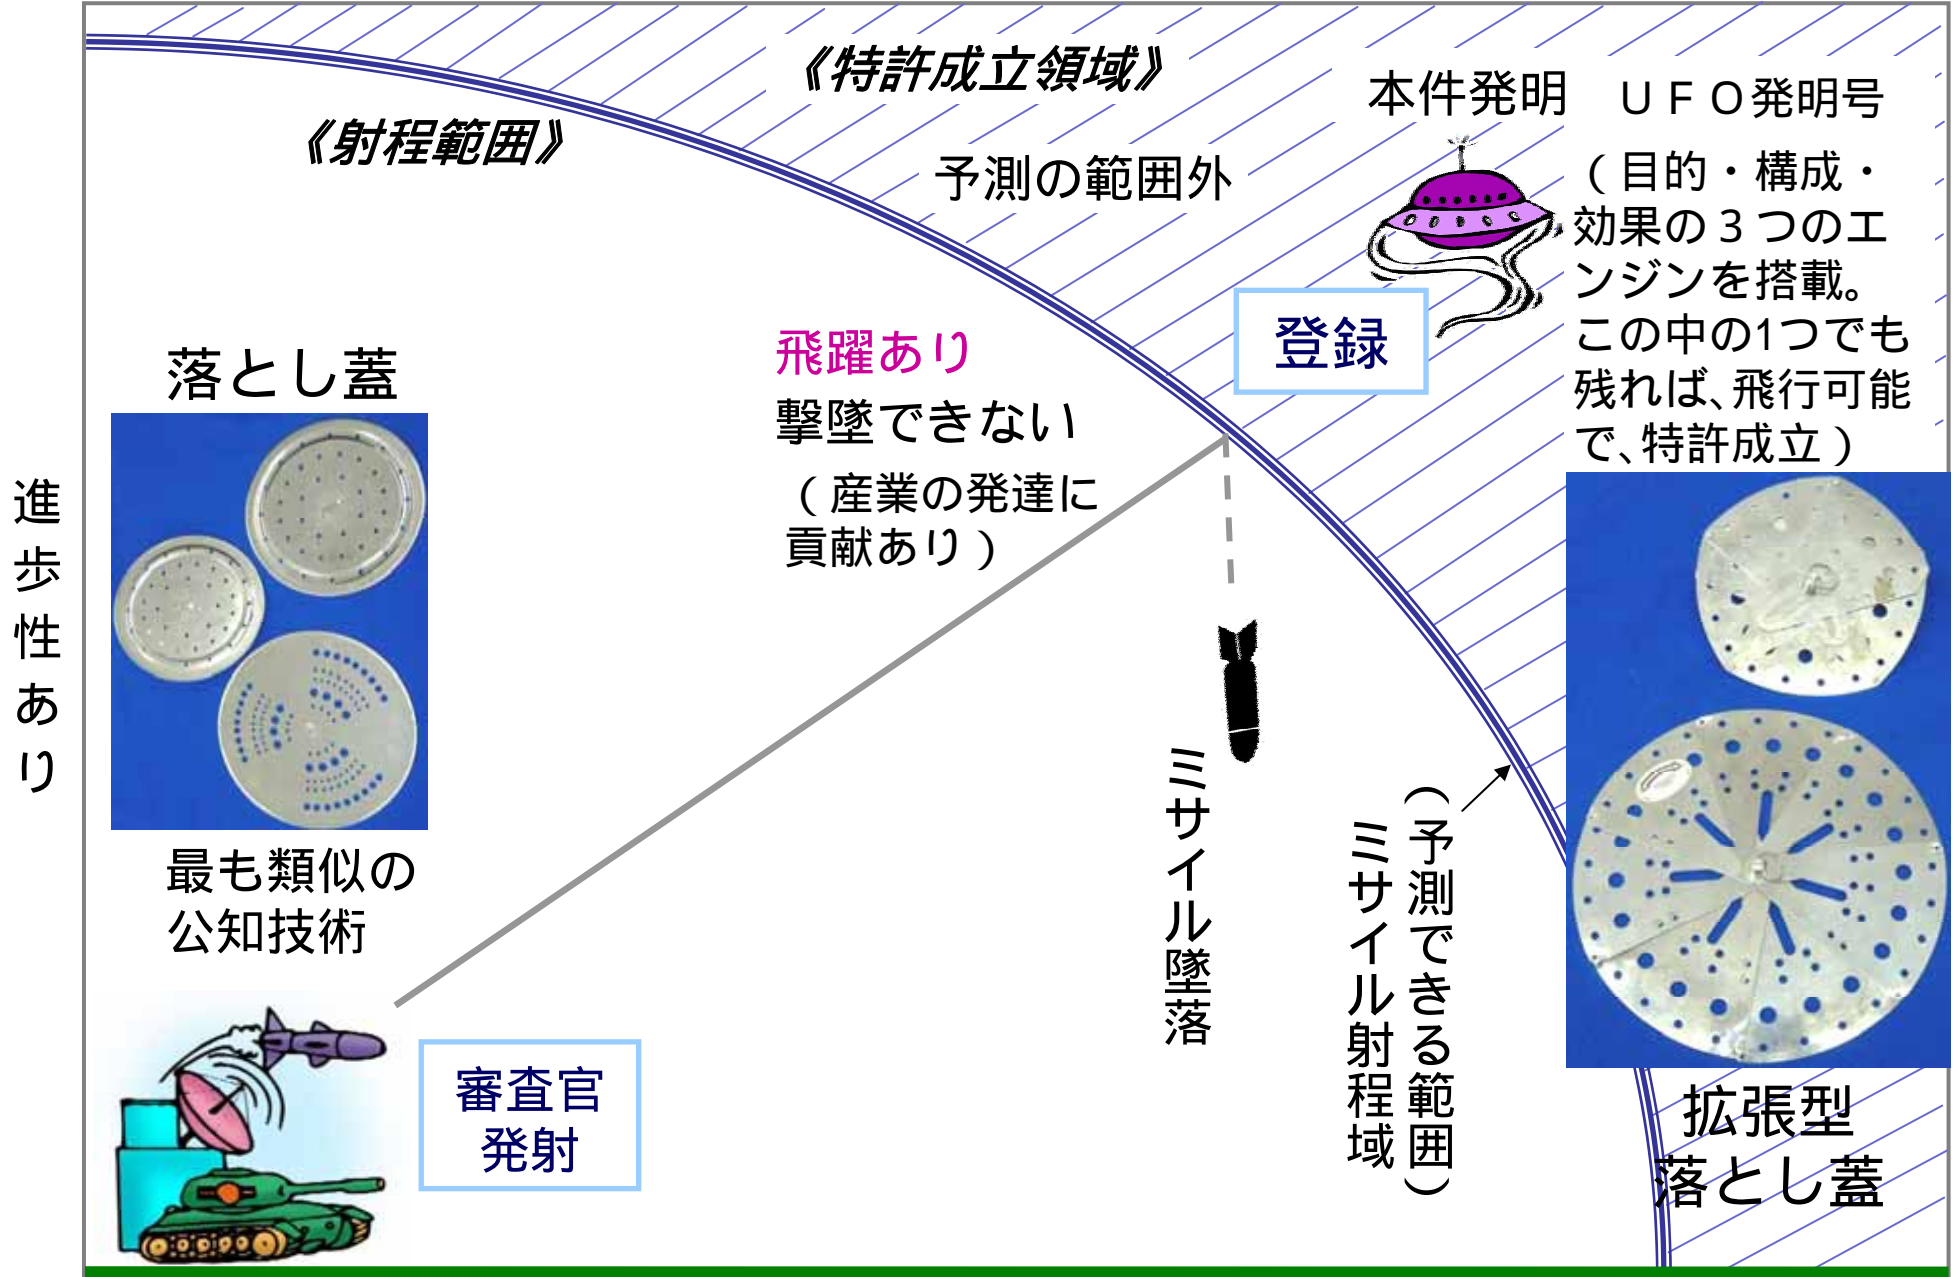 《特許成立領域》
《射程範囲》
予測の範囲外
本件発明
UFO発明号
（目的・構成・
効果の3つのエ
ンジンを搭載。
この中の1つでも
残れば、飛行可能
で、特許成立）
登録
飛躍あり
撃墜できない
（産業の発達に
貢献あり）
落とし蓋
進歩性あり
最も類似の
公知技術
審査官
発射
ミサイル墜落
（予測できる範囲）
ミサイル射程域
拡張型
落とし蓋